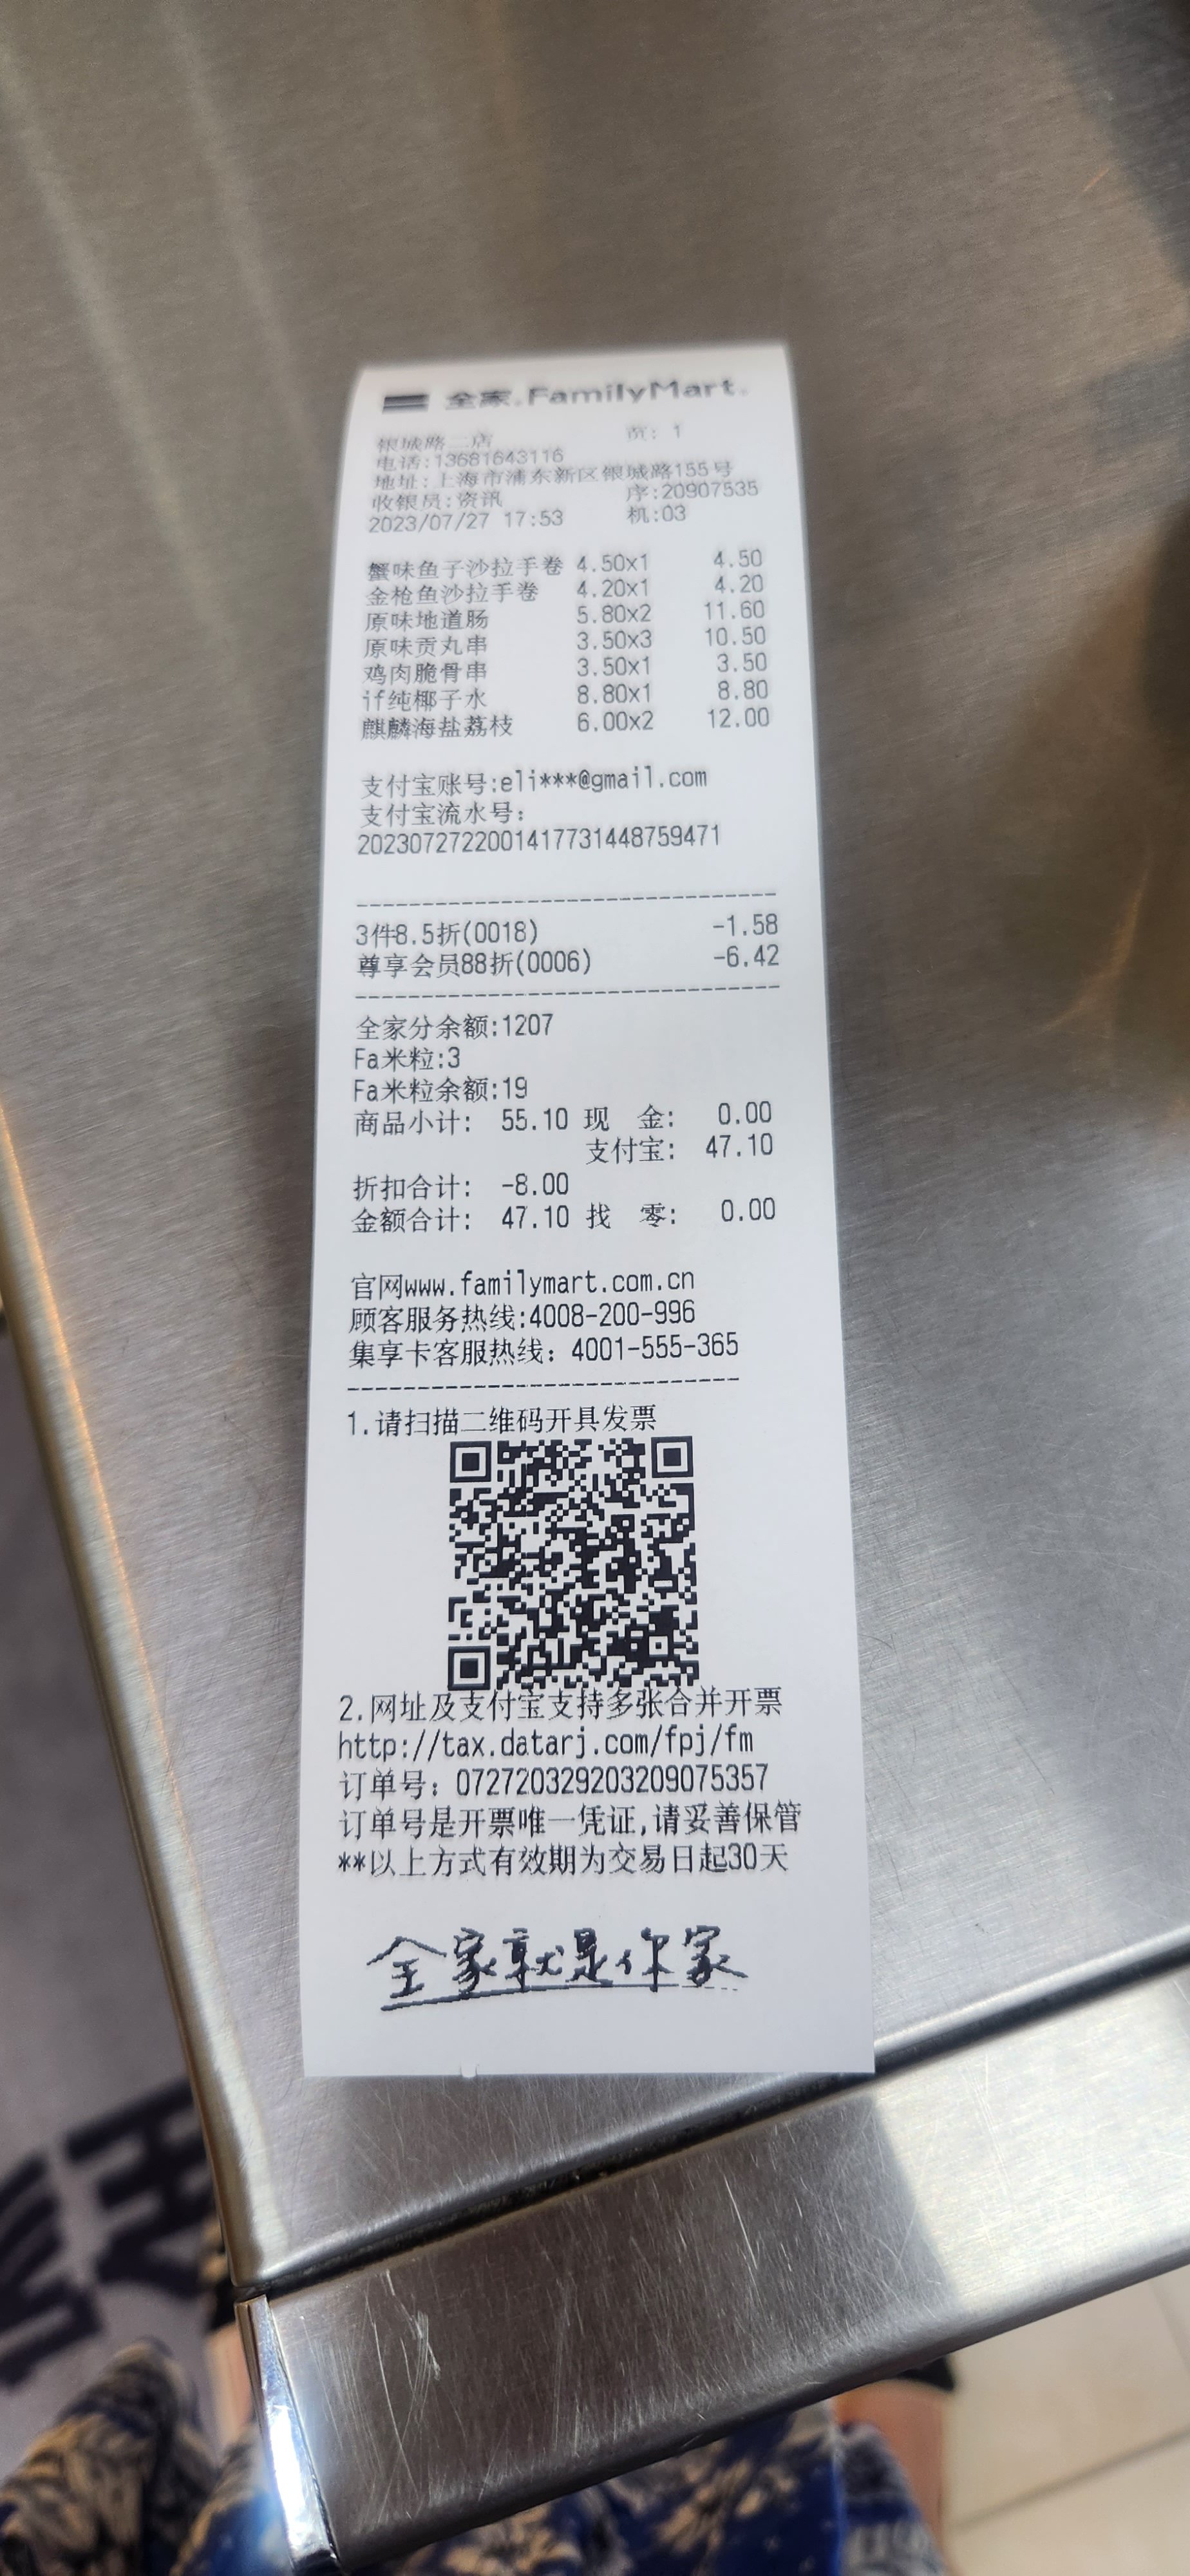 全家.FamilyMart.
银城路二店 页: 1
电话:13681643116
地址:上海市浦东新区银城路155号
收银员:资讯 序:20907535
2023/07/27 17:53 机:03
蟹味鱼子沙拉手卷 4.50x1 4.50
金枪鱼沙拉手卷 4.20x1 4.20
原味地道肠 5.80x2 11.60
原味贡丸串 3.50x3 10.50
鸡肉脆骨串 3.50x1 3.50
if纯椰子水 8.80x1 8.80
麒麟海盐荔枝 6.00x2 12.00
支付宝账号:eli***@gmail.com
支付宝流水号:
2023072722001417731448759471
3件8.5折(0018) -1.58
尊享会员88折(0006) -6.42
全家分余额:1207
Fa米粒:3
Fa米粒余额:19
商品小计: 55.10 现 金: 0.00
支付宝: 47.10
折扣合计: -8.00
金额合计: 47.10 找 零: 0.00
官网www.familymart.com.cn
顾客服务热线:4008-200-996
集享卡客服热线: 4001-555-365
1.请扫描二维码开具发票
2.网址及支付宝支持多张合并开票
http://tax.datarj.com/fpj/fm
订单号: 072720329203209075357
订单号是开票唯一凭证,请妥善保管
**以上方式有效期为交易日起30天
全家就是你家